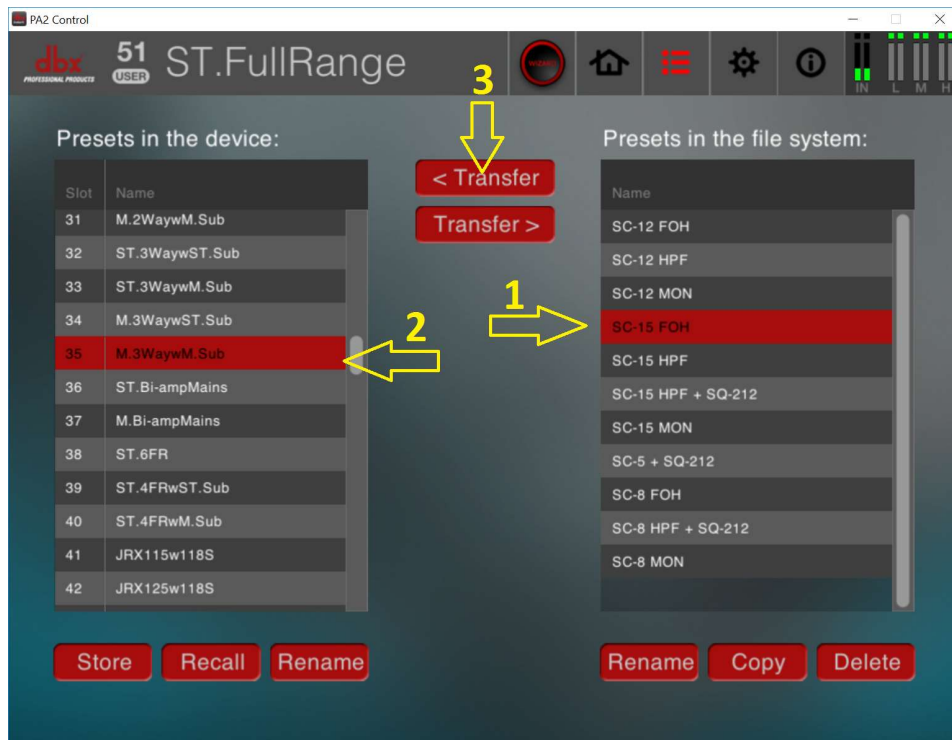 PA2 Control
dbx
PROFESSIONAL PRODUCTS
51
USER
ST.FullRange
WIZARD
IN L M H
3
Presets in the device:
Presets in the file system:
< Transfer
Transfer >
Slot Name
31 M.2WaywM.Sub
32 ST.3WaywST.Sub
33 ST.3WaywM.Sub
34 M.3WaywST.Sub
35 M.3WaywM.Sub
36 ST.Bi-ampMains
37 M.Bi-ampMains
38 ST.6FR
39 ST.4FRwST.Sub
40 ST.4FRwM.Sub
41 JRX115w118S
42 JRX125w118S
2
1
Name
SC-12 FOH
SC-12 HPF
SC-12 MON
SC-15 FOH
SC-15 HPF
SC-15 HPF + SQ-212
SC-15 MON
SC-5 + SQ-212
SC-8 FOH
SC-8 HPF + SQ-212
SC-8 MON
Store Recall Rename
Rename Copy Delete